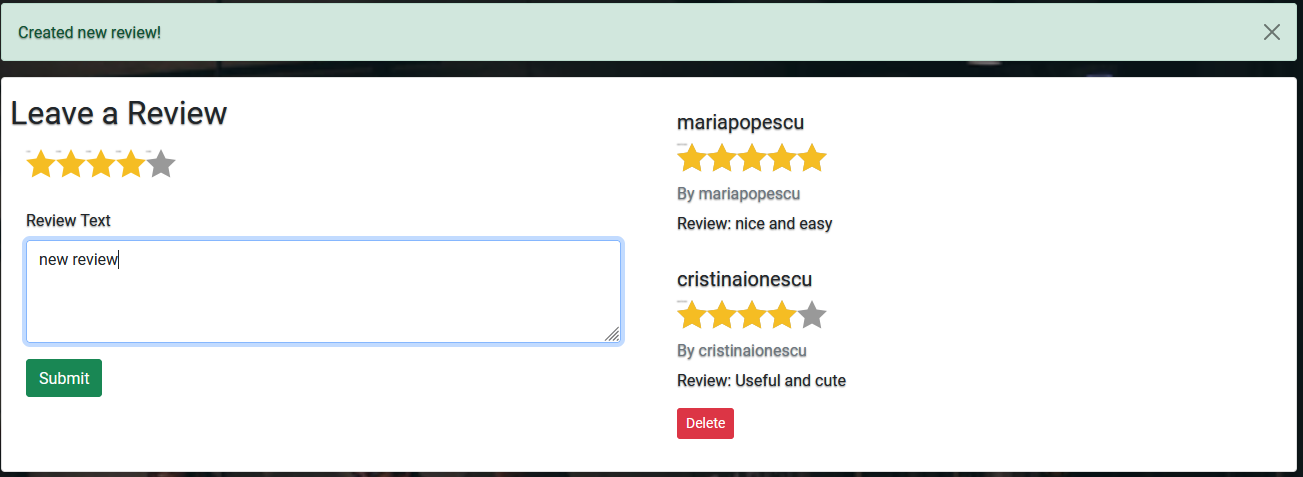 Created new review!
Leave a Review
Review Text
new review
Submit
mariapopescu
By mariapopescu
Review: nice and easy
cristinaionescu
By cristinaionescu
Review: Useful and cute
Delete